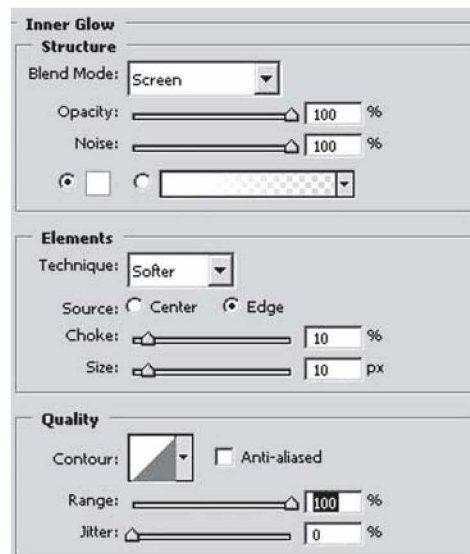 Inner Glow
Structure
Blend Mode: Screen
Opacity: 100 %
Noise: 100 %
Elements
Technique: Softer
Source: Center Edge
Choke: 10 %
Size: 10 px
Quality
Contour: Anti-aliased
Range: 100 %
Jitter: 0 %